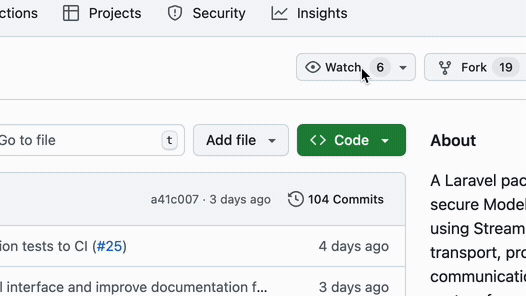 ctions Projects Security Insights
Watch 6 Fork 19
Go to file t Add file Code About
A Laravel pac
a41c007 · 3 days ago 104 Commits
secure Model
using Stream
ion tests to CI (#25) 4 days ago
transport, pro
communicatio
l interface and improve documentation f... 3 days ago